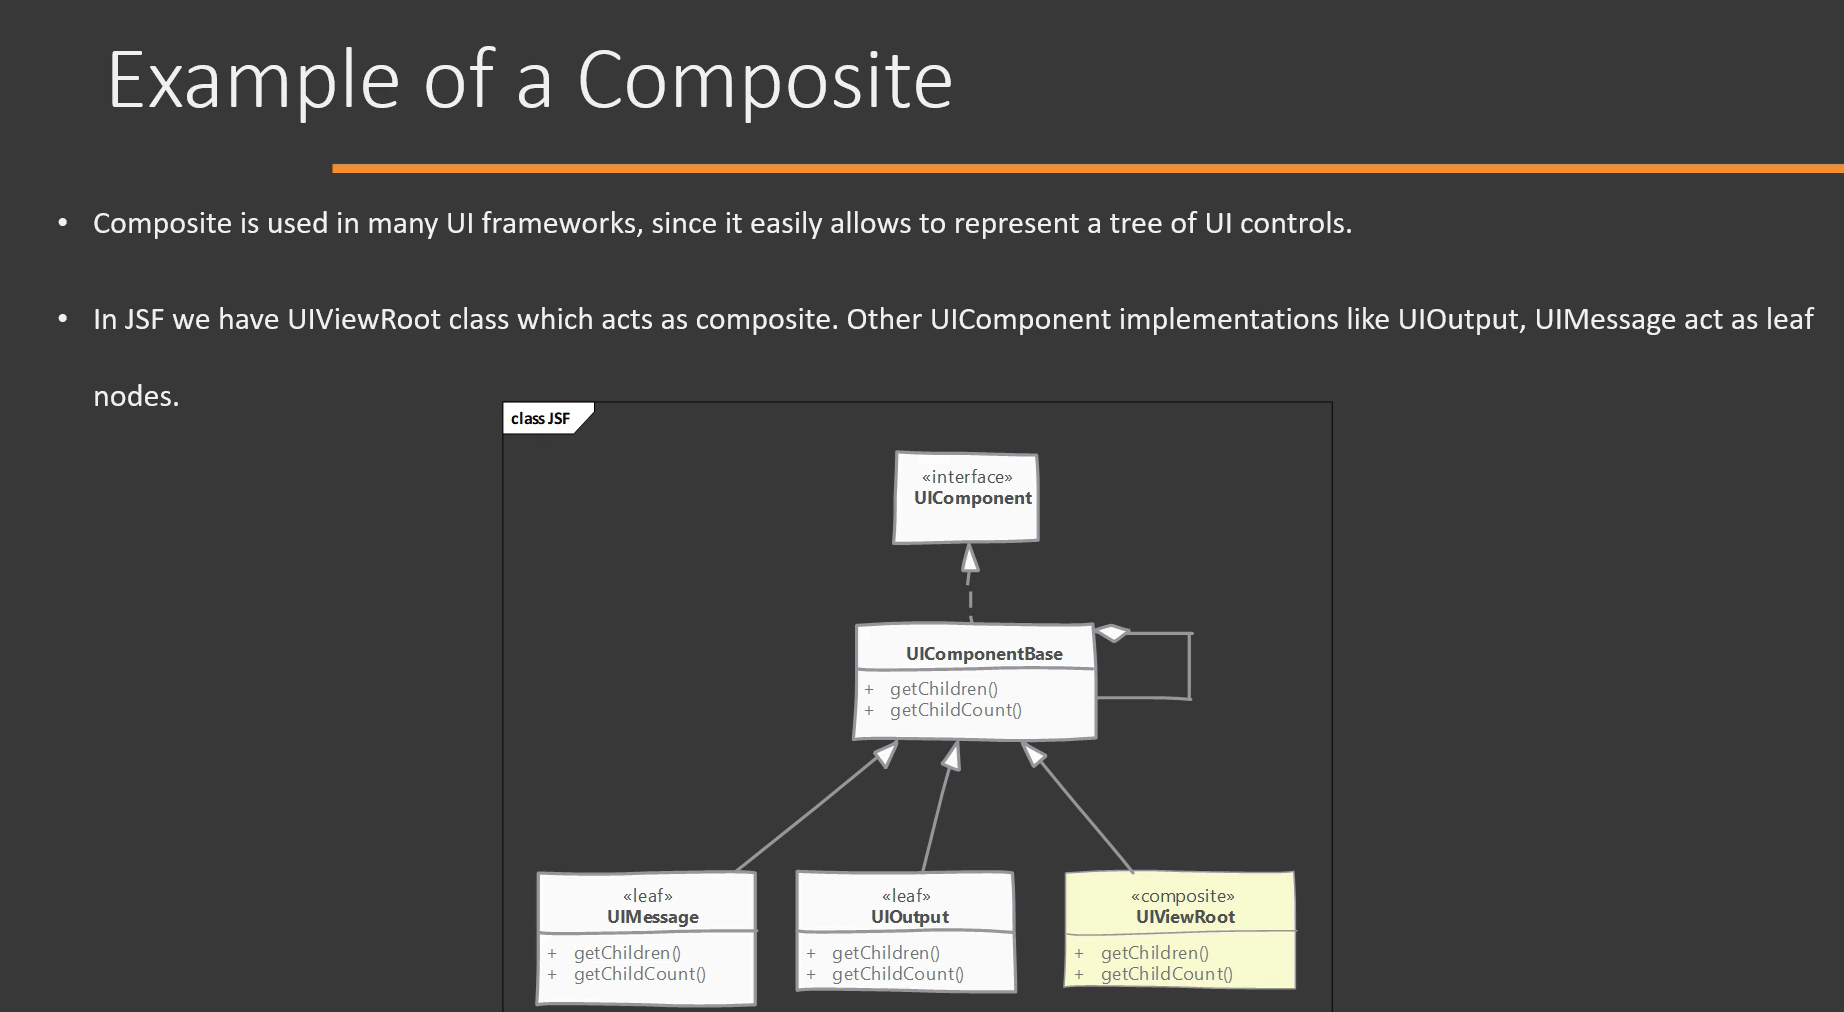 Example of a Composite
• Composite is used in many UI frameworks, since it easily allows to represent a tree of UI controls.
• In JSF we have UIViewRoot class which acts as composite. Other UIComponent implementations like UIOutput, UIMessage act as leaf
nodes.
class JSF
«interface»
UIComponent
UIComponentBase
+ getChildren()
+ getChildCount()
«leaf»
UIMessage
+ getChildren()
+ getChildCount()
«leaf»
UIOutput
+ getChildren()
+ getChildCount()
«composite»
UIViewRoot
+ getChildren()
+ getChildCount()